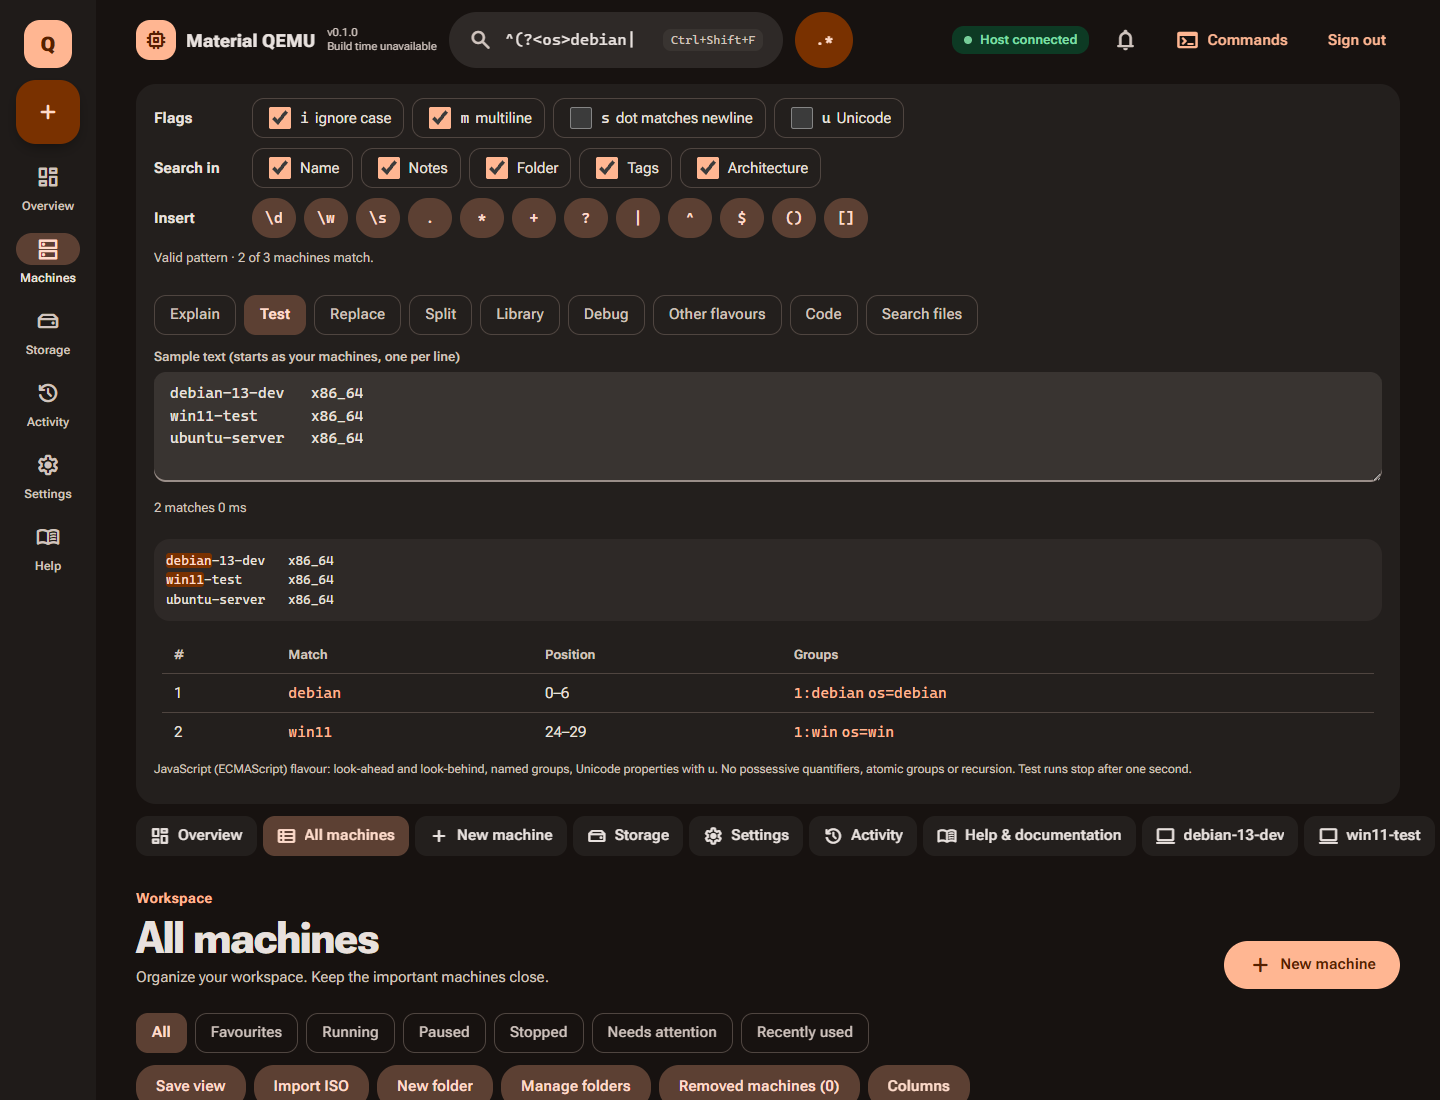 Q
Material QEMU
v0.1.0
Build time unavailable
^(?<os>debian|
Ctrl+Shift+F
.*
Host connected
Commands
Sign out
+
Overview
Machines
Storage
Activity
Settings
Help
Flags
i ignore case
m multiline
s dot matches newline
u Unicode
Search in
Name
Notes
Folder
Tags
Architecture
Insert
\d
\w
\s
.
*
+
?
|
^
$
()
[]
Valid pattern · 2 of 3 machines match.
Explain
Test
Replace
Split
Library
Debug
Other flavours
Code
Search files
Sample text (starts as your machines, one per line)
debian-13-dev x86_64
win11-test x86_64
ubuntu-server x86_64
2 matches 0 ms
debian-13-dev x86_64
win11-test x86_64
ubuntu-server x86_64
# Match Position Groups
1 debian 0–6 1:debian os=debian
2 win11 24–29 1:win os=win
JavaScript (ECMAScript) flavour: look-ahead and look-behind, named groups, Unicode properties with u. No possessive quantifiers, atomic groups or recursion. Test runs stop after one second.
Overview
All machines
+ New machine
Storage
Settings
Activity
Help & documentation
debian-13-dev
win11-test
Workspace
All machines
Organize your workspace. Keep the important machines close.
+ New machine
All
Favourites
Running
Paused
Stopped
Needs attention
Recently used
Save view
Import ISO
New folder
Manage folders
Removed machines (0)
Columns